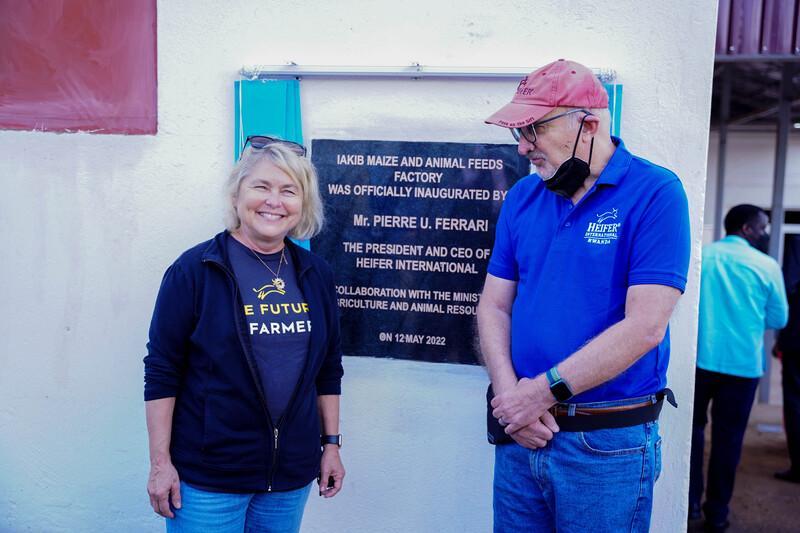 IAKIB MAIZE AND ANIMAL FEEDS
FACTORY
WAS OFFICIALLY INAUGURATED BY
Mr. PIERRE U. FERRARI
THE PRESIDENT AND CEO OF
HEIFER INTERNATIONAL
COLLABORATION WITH THE MINIST
GRICULTURE AND ANIMAL RESOU
ON 12 MAY 2022
E FUTUR
FARMER
HEIFER
INTERNATIONAL
RWANDA